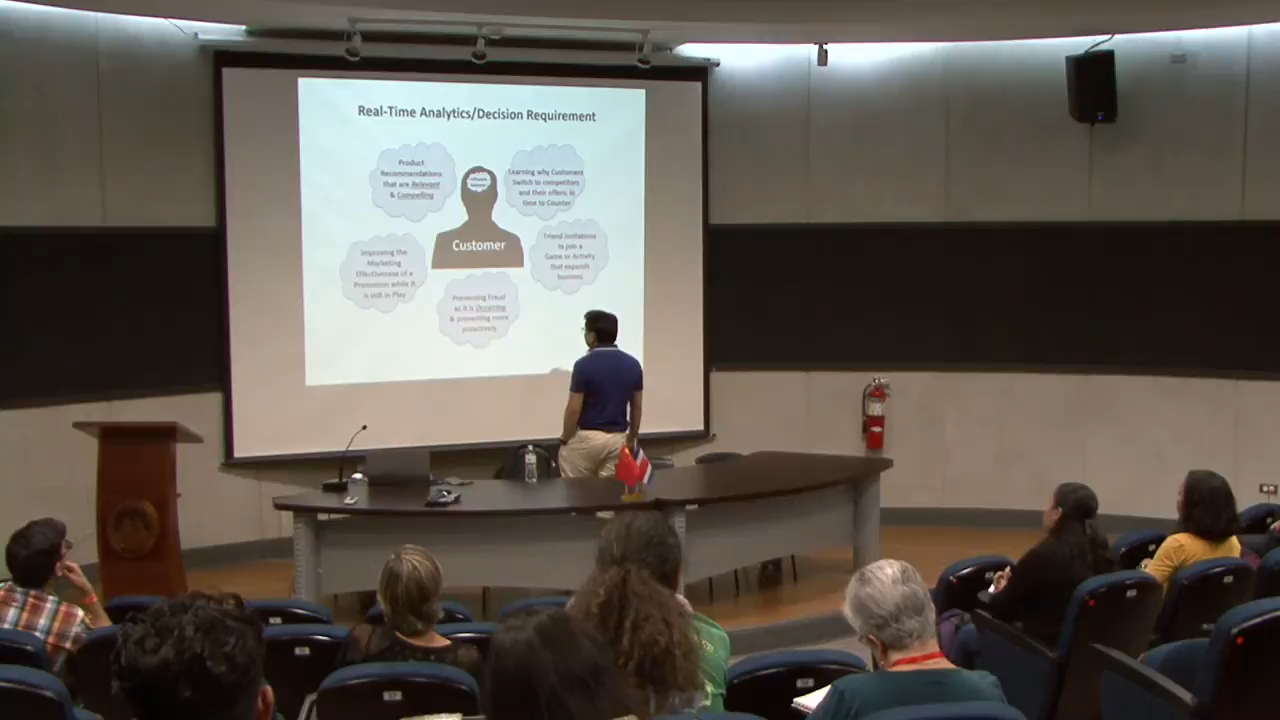 Real-Time Analytics/Decision Requirement
Product
Recommendations
that are Relevant
& Compelling
Learning why Customers
Switch to competitors
and their offers, in
time to Counter
Customer
Improving the
Marketing
Effectiveness of a
Promotion while it
is still in Play
Friend Invitations
to join a
Game or Activity
that expands
business
Preventing Fraud
as it is Occurring
& preventing more
proactively